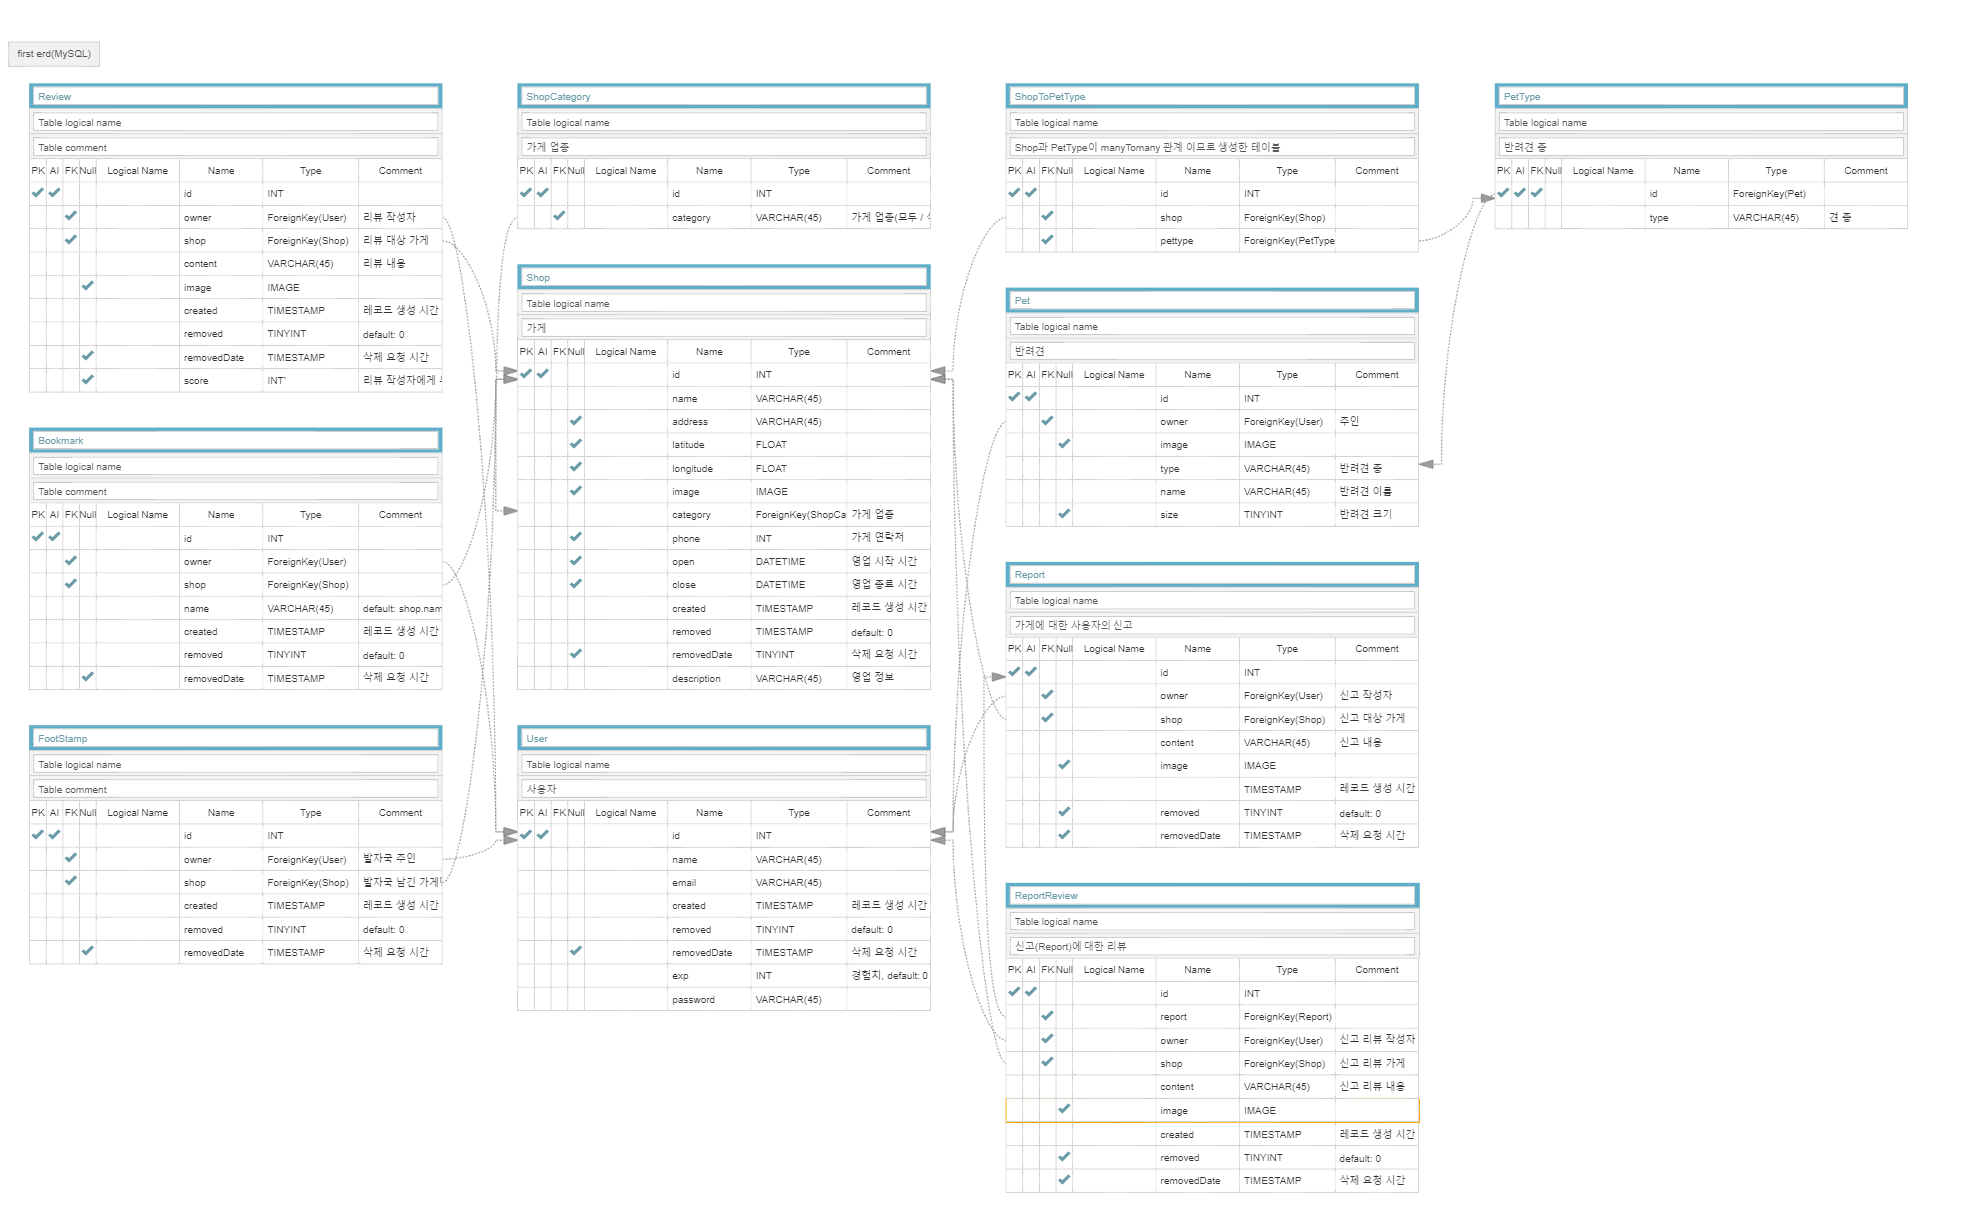 first erd(MySQL)
Review
Table logical name
Table comment
PK AI FK Null Logical Name Name Type Comment
id INT
owner ForeignKey(User) 리뷰 작성자
shop ForeignKey(Shop) 리뷰 대상 가게
content VARCHAR(45) 리뷰 내용
image IMAGE
created TIMESTAMP 레코드 생성 시간
removed TINYINT default: 0
removedDate TIMESTAMP 삭제 요청 시간
score INT` 리뷰 작성자에게
Bookmark
Table logical name
Table comment
PK AI FK Null Logical Name Name Type Comment
id INT
owner ForeignKey(User)
shop ForeignKey(Shop)
name VARCHAR(45) default: shop.nam
created TIMESTAMP 레코드 생성 시간
removed TINYINT default: 0
removedDate TIMESTAMP 삭제 요청 시간
FootStamp
Table logical name
Table comment
PK AI FK Null Logical Name Name Type Comment
id INT
owner ForeignKey(User) 발자국 주인
shop ForeignKey(Shop) 발자국 남긴 가게
created TIMESTAMP 레코드 생성 시간
removed TINYINT default: 0
removedDate TIMESTAMP 삭제 요청 시간
ShopCategory
Table logical name
가게 업종
PK AI FK Null Logical Name Name Type Comment
id INT
category VARCHAR(45) 가게 업종(모두 /
Shop
Table logical name
가게
PK AI FK Null Logical Name Name Type Comment
id INT
name VARCHAR(45)
address VARCHAR(45)
latitude FLOAT
longitude FLOAT
image IMAGE
category ForeignKey(ShopCa 가게 업종
phone INT 가게 연락처
open DATETIME 영업 시작 시간
close DATETIME 영업 종료 시간
created TIMESTAMP 레코드 생성 시간
removed TIMESTAMP default: 0
removedDate TINYINT 삭제 요청 시간
description VARCHAR(45) 영업 정보
User
Table logical name
사용자
PK AI FK Null Logical Name Name Type Comment
id INT
name VARCHAR(45)
email VARCHAR(45)
created TIMESTAMP 레코드 생성 시간
removed TINYINT default: 0
removedDate TIMESTAMP 삭제 요청 시간
exp INT 경험치, default: 0
password VARCHAR(45)
ShopToPetType
Table logical name
Shop과 PetType이 manyTomany 관계 이므로 생성한 테이블
PK AI FK Null Logical Name Name Type Comment
id INT
shop ForeignKey(Shop)
pettype ForeignKey(PetType
Pet
Table logical name
반려견
PK AI FK Null Logical Name Name Type Comment
id INT
owner ForeignKey(User) 주인
image IMAGE
type VARCHAR(45) 반려견 종
name VARCHAR(45) 반려견 이름
size TINYINT 반려견 크기
Report
Table logical name
가게에 대한 사용자의 신고
PK AI FK Null Logical Name Name Type Comment
id INT
owner ForeignKey(User) 신고 작성자
shop ForeignKey(Shop) 신고 대상 가게
content VARCHAR(45) 신고 내용
image IMAGE
TIMESTAMP 레코드 생성 시간
removed TINYINT default: 0
removedDate TIMESTAMP 삭제 요청 시간
ReportReview
Table logical name
신고(Report)에 대한 리뷰
PK AI FK Null Logical Name Name Type Comment
id INT
report ForeignKey(Report)
owner ForeignKey(User) 신고 리뷰 작성자
shop ForeignKey(Shop) 신고 리뷰 가게
content VARCHAR(45) 신고 리뷰 내용
image IMAGE
created TIMESTAMP 레코드 생성 시간
removed TINYINT default: 0
removedDate TIMESTAMP 삭제 요청 시간
PetType
Table logical name
반려견 종
PK AI FK Null Logical Name Name Type Comment
id ForeignKey(Pet)
type VARCHAR(45) 견 종